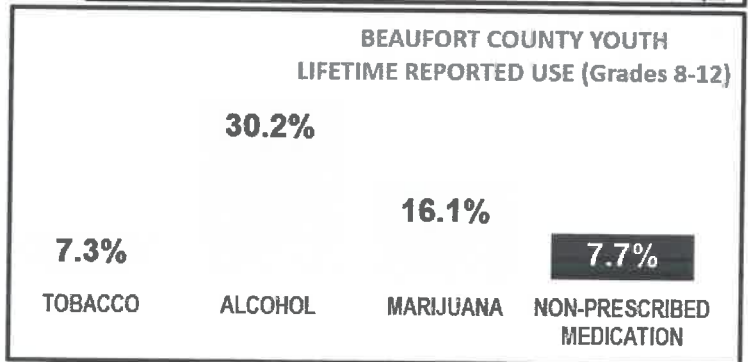 BEAUFORT COUNTY YOUTH
LIFETIME REPORTED USE (Grades 8-12)
30.2%
16.1%
7.3%
7.7%
TOBACCO
ALCOHOL
MARIJUANA
NON-PRESCRIBED
MEDICATION